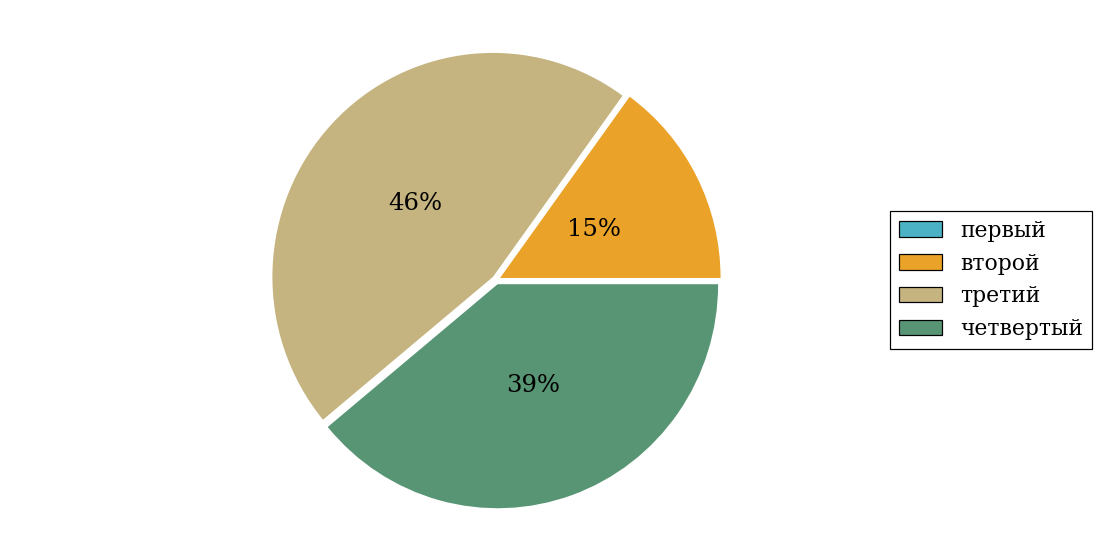 46%
15%
39%
первый
второй
третий
четвертый